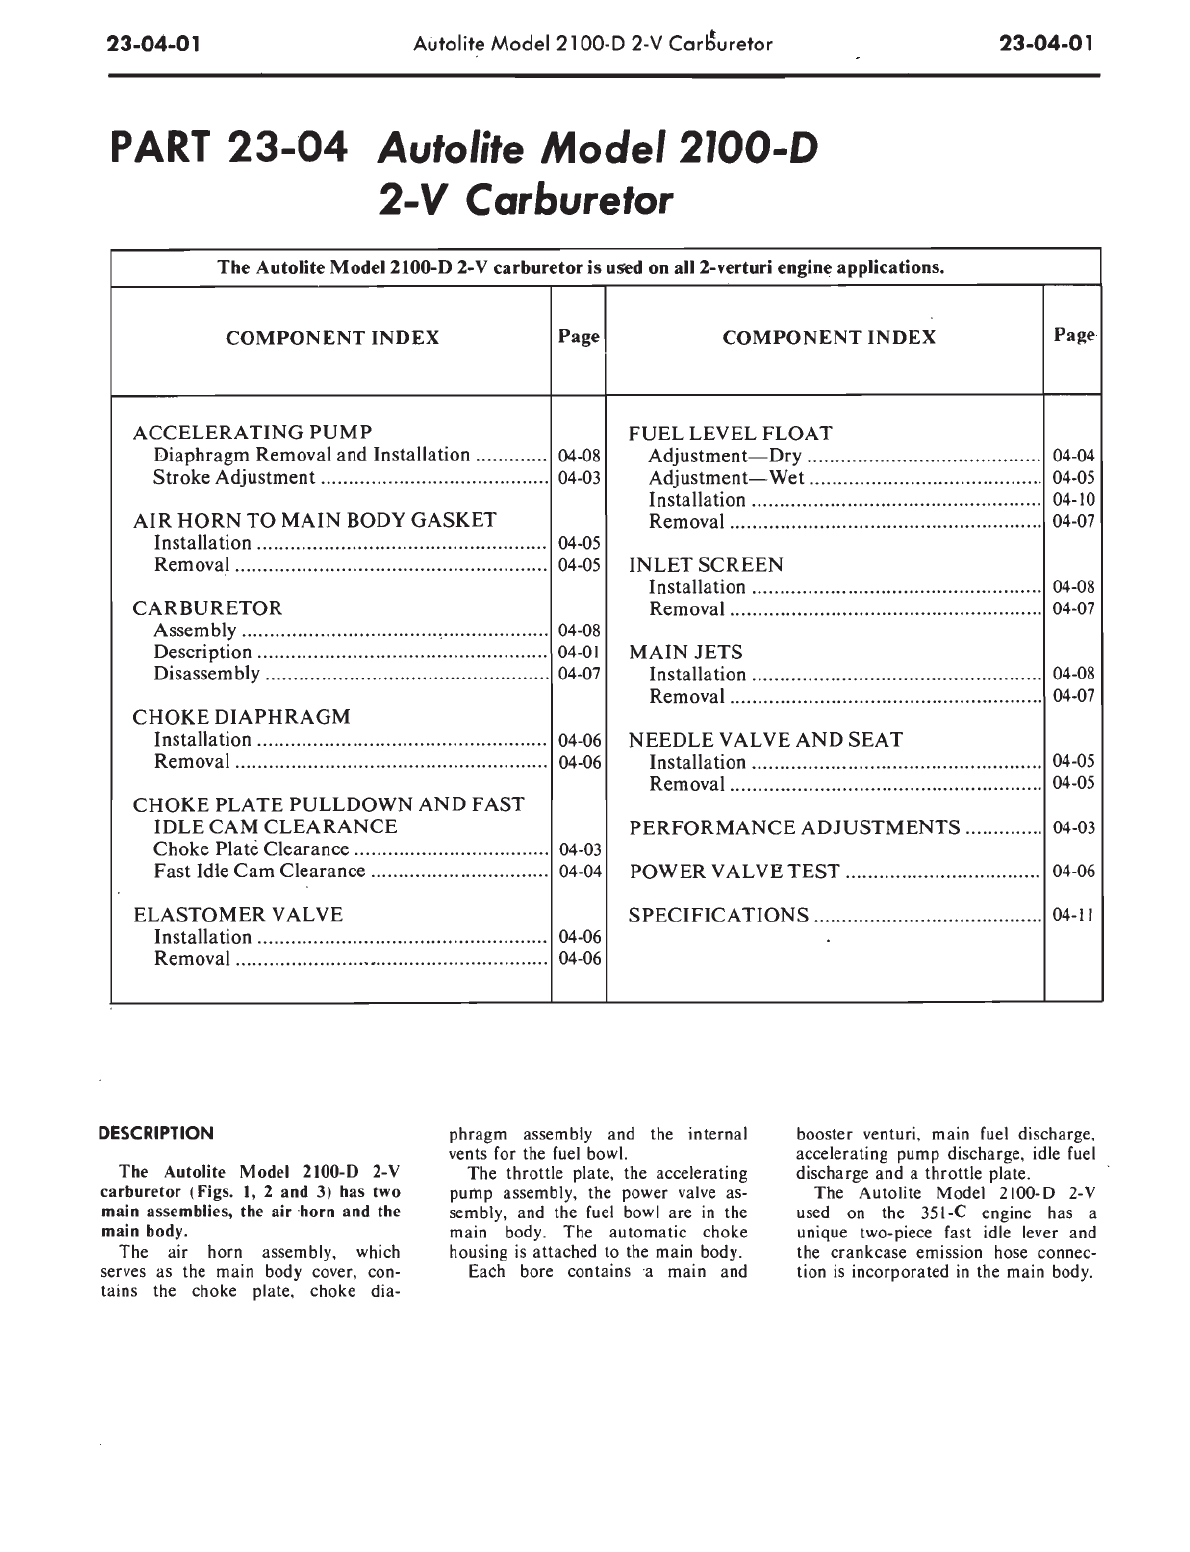 23-04-01 Autolite Model 2100-D 2-V Carburetor 23-04-01
PART 23-04 Autolite Model 2100-D
2-V Carburetor
The Autolite Model 2100-D 2-V carburetor is used on all 2-verturi engine applications.
COMPONENT INDEX Page
ACCELERATING PUMP
Diaphragm Removal and Installation ............ 04-08
Stroke Adjustment ....................................... 04-03
AIR HORN TO MAIN BODY GASKET
Installation .................................................. 04-05
Removal ...................................................... 04-05
CARBURETOR
Assembly ..................................................... 04-08
Description .................................................. 04-01
Disassembly ................................................. 04-07
CHOKE DIAPHRAGM
Installation .................................................. 04-06
Removal ...................................................... 04-06
CHOKE PLATE PULLDOWN AND FAST
IDLE CAM CLEARANCE
Choke Plate Clearance .................................. 04-03
Fast Idle Cam Clearance ............................... 04-04
ELASTOMER VALVE
Installation .................................................. 04-06
Removal ...................................................... 04-06
COMPONENT INDEX Page
FUEL LEVEL FLOAT
Adjustment—Dry ......................................... 04-04
Adjustment—Wet ........................................ 04-05
Installation .................................................. 04-10
Removal ...................................................... 04-07
INLET SCREEN
Installation .................................................. 04-08
Removal ...................................................... 04-07
MAIN JETS
Installation .................................................. 04-08
Removal ...................................................... 04-07
NEEDLE VALVE AND SEAT
Installation .................................................. 04-05
Removal ...................................................... 04-05
PERFORMANCE ADJUSTMENTS ............. 04-03
POWER VALVE TEST .................................. 04-06
SPECIFICATIONS ........................................ 04-11
DESCRIPTION
The Autolite Model 2100-D 2-V
carburetor (Figs. 1, 2 and 3) has two
main assemblies, the air horn and the
main body.
The air horn assembly, which
serves as the main body cover, con-
tains the choke plate, choke dia-
phragm assembly and the internal
vents for the fuel bowl.
The throttle plate, the accelerating
pump assembly, the power valve as-
sembly, and the fuel bowl are in the
main body. The automatic choke
housing is attached to the main body.
Each bore contains a main and
booster venturi, main fuel discharge,
accelerating pump discharge, idle fuel
discharge and a throttle plate.
The Autolite Model 2100-D 2-V
used on the 351-C engine has a
unique two-piece fast idle lever and
the crankcase emission hose connec-
tion is incorporated in the main body.